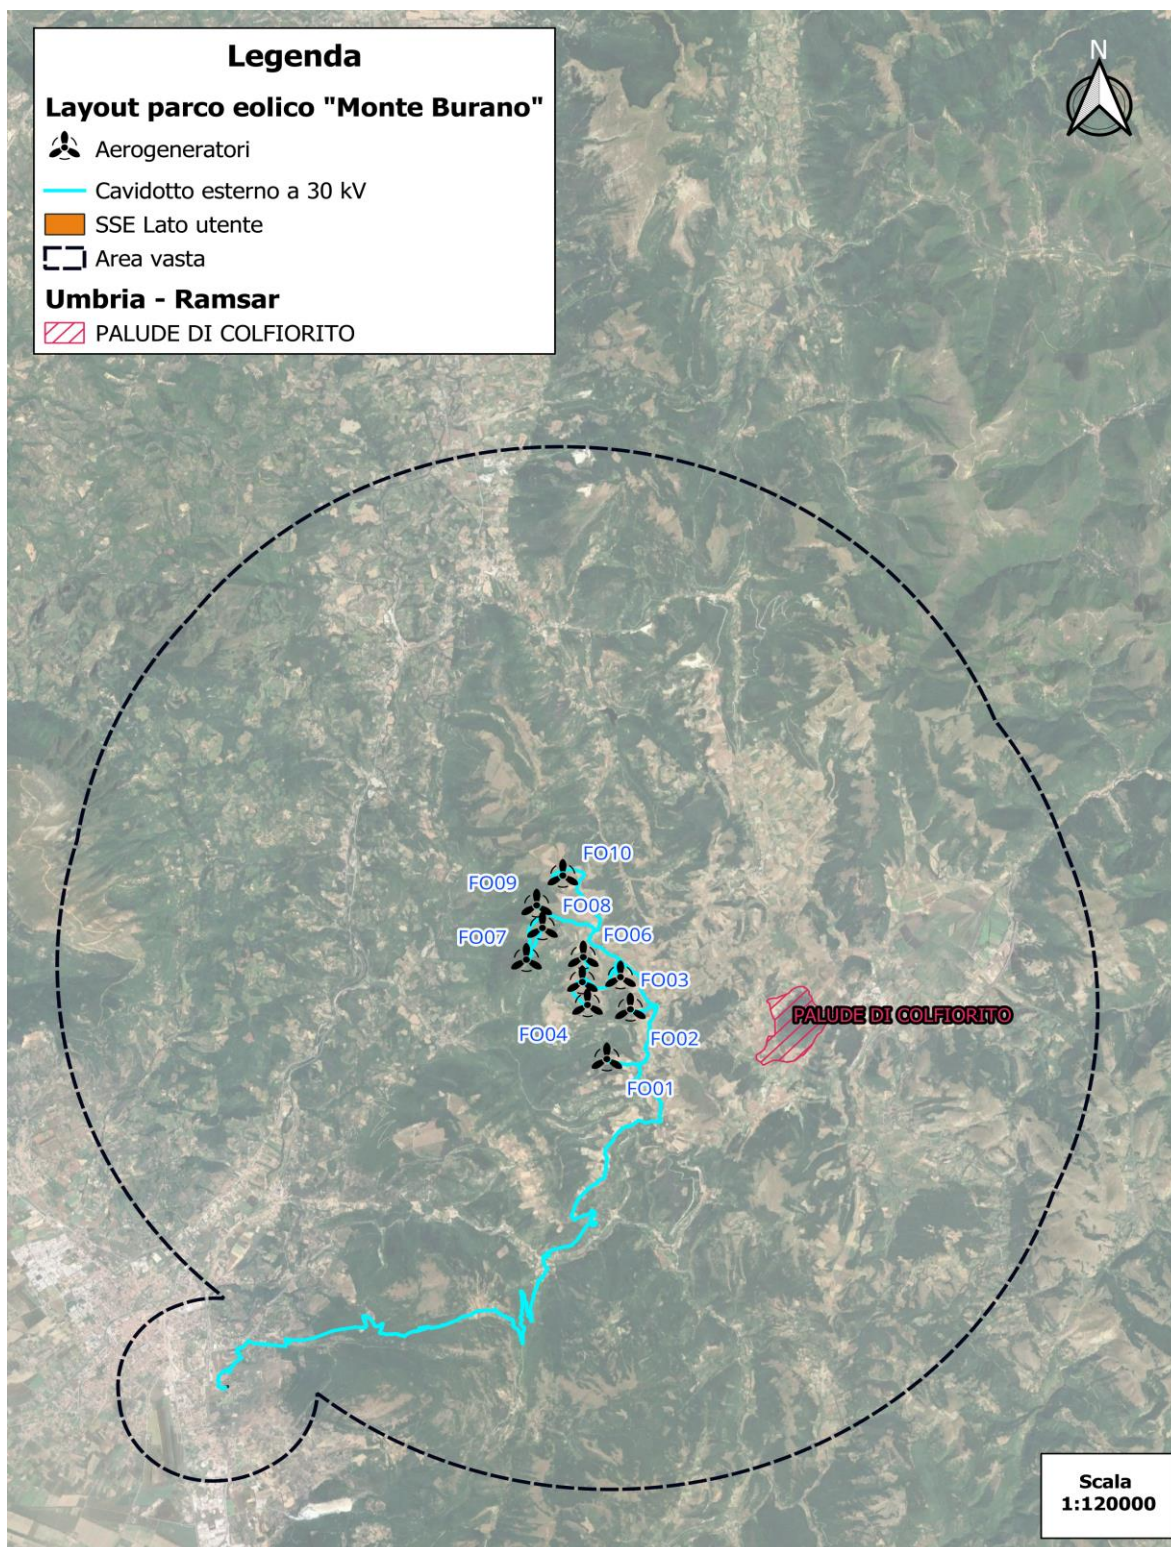 Legenda
Layout parco eolico "Monte Burano"
Aerogeneratori
Cavidotto esterno a 30 kV
SSE Lato utente
Area vasta
Umbria - Ramsar
PALUDE DI COLFIORITO
N
FO10
FO09
FO08
FO07
FO06
FO03
PALUDE DI COLFIORITO
FO04
FO02
FO01
Scala
1:120000